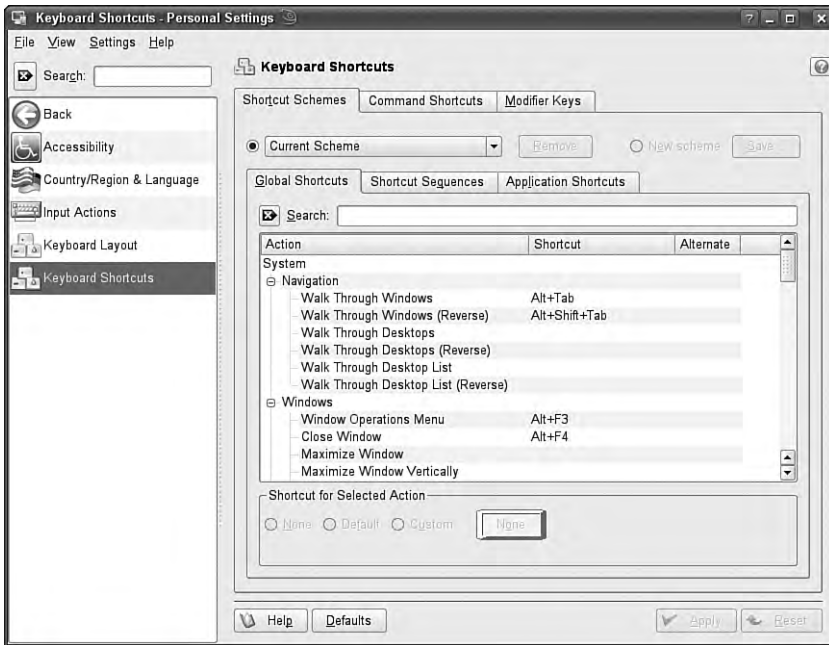 Keyboard Shortcuts - Personal Settings
File View Settings Help
Search:
Back
Accessibility
Country/Region & Language
Input Actions
Keyboard Layout
Keyboard Shortcuts
Keyboard Shortcuts
Shortcut Schemes Command Shortcuts Modifier Keys
Current Scheme Remove New scheme Save...
Global Shortcuts Shortcut Sequences Application Shortcuts
Search:
Action Shortcut Alternate
System
Navigation
Walk Through Windows Alt+Tab
Walk Through Windows (Reverse) Alt+Shift+Tab
Walk Through Desktops
Walk Through Desktops (Reverse)
Walk Through Desktop List
Walk Through Desktop List (Reverse)
Windows
Window Operations Menu Alt+F3
Close Window Alt+F4
Maximize Window
Maximize Window Vertically
Shortcut for Selected Action
None Default Custom None
Help Defaults Apply Reset